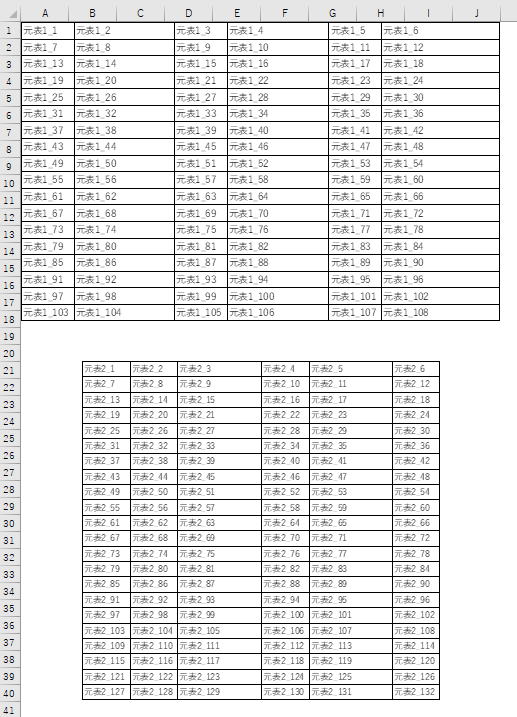 A B C D E F G H I J
1 元表1_1 元表1_2 元表1_3 元表1_4 元表1_5 元表1_6
2 元表1_7 元表1_8 元表1_9 元表1_10 元表1_11 元表1_12
3 元表1_13 元表1_14 元表1_15 元表1_16 元表1_17 元表1_18
4 元表1_19 元表1_20 元表1_21 元表1_22 元表1_23 元表1_24
5 元表1_25 元表1_26 元表1_27 元表1_28 元表1_29 元表1_30
6 元表1_31 元表1_32 元表1_33 元表1_34 元表1_35 元表1_36
7 元表1_37 元表1_38 元表1_39 元表1_40 元表1_41 元表1_42
8 元表1_43 元表1_44 元表1_45 元表1_46 元表1_47 元表1_48
9 元表1_49 元表1_50 元表1_51 元表1_52 元表1_53 元表1_54
10 元表1_55 元表1_56 元表1_57 元表1_58 元表1_59 元表1_60
11 元表1_61 元表1_62 元表1_63 元表1_64 元表1_65 元表1_66
12 元表1_67 元表1_68 元表1_69 元表1_70 元表1_71 元表1_72
13 元表1_73 元表1_74 元表1_75 元表1_76 元表1_77 元表1_78
14 元表1_79 元表1_80 元表1_81 元表1_82 元表1_83 元表1_84
15 元表1_85 元表1_86 元表1_87 元表1_88 元表1_89 元表1_90
16 元表1_91 元表1_92 元表1_93 元表1_94 元表1_95 元表1_96
17 元表1_97 元表1_98 元表1_99 元表1_100 元表1_101 元表1_102
18 元表1_103 元表1_104 元表1_105 元表1_106 元表1_107 元表1_108
19
20
21 元表2_1 元表2_2 元表2_3 元表2_4 元表2_5 元表2_6
22 元表2_7 元表2_8 元表2_9 元表2_10 元表2_11 元表2_12
23 元表2_13 元表2_14 元表2_15 元表2_16 元表2_17 元表2_18
24 元表2_19 元表2_20 元表2_21 元表2_22 元表2_23 元表2_24
25 元表2_25 元表2_26 元表2_27 元表2_28 元表2_29 元表2_30
26 元表2_31 元表2_32 元表2_33 元表2_34 元表2_35 元表2_36
27 元表2_37 元表2_38 元表2_39 元表2_40 元表2_41 元表2_42
28 元表2_43 元表2_44 元表2_45 元表2_46 元表2_47 元表2_48
29 元表2_49 元表2_50 元表2_51 元表2_52 元表2_53 元表2_54
30 元表2_55 元表2_56 元表2_57 元表2_58 元表2_59 元表2_60
31 元表2_61 元表2_62 元表2_63 元表2_64 元表2_65 元表2_66
32 元表2_67 元表2_68 元表2_69 元表2_70 元表2_71 元表2_72
33 元表2_73 元表2_74 元表2_75 元表2_76 元表2_77 元表2_78
34 元表2_79 元表2_80 元表2_81 元表2_82 元表2_83 元表2_84
35 元表2_85 元表2_86 元表2_87 元表2_88 元表2_89 元表2_90
36 元表2_91 元表2_92 元表2_93 元表2_94 元表2_95 元表2_96
37 元表2_97 元表2_98 元表2_99 元表2_100 元表2_101 元表2_102
38 元表2_103 元表2_104 元表2_105 元表2_106 元表2_107 元表2_108
39 元表2_109 元表2_110 元表2_111 元表2_112 元表2_113 元表2_114
40 元表2_115 元表2_116 元表2_117 元表2_118 元表2_119 元表2_120
41 元表2_121 元表2_122 元表2_123 元表2_124 元表2_125 元表2_126
元表2_127 元表2_128 元表2_129 元表2_130 元表2_131 元表2_132